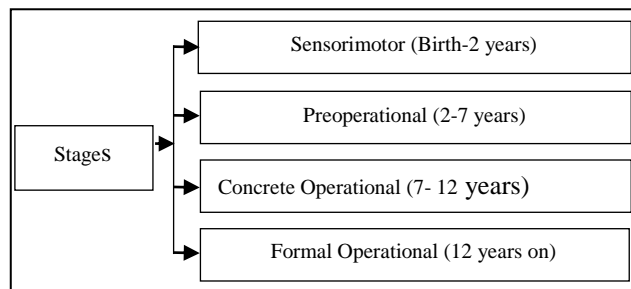 Sensorimotor (Birth-2 years)
Preoperational (2-7 years)
Stages
Concrete Operational (7- 12 years)
Formal Operational (12 years on)